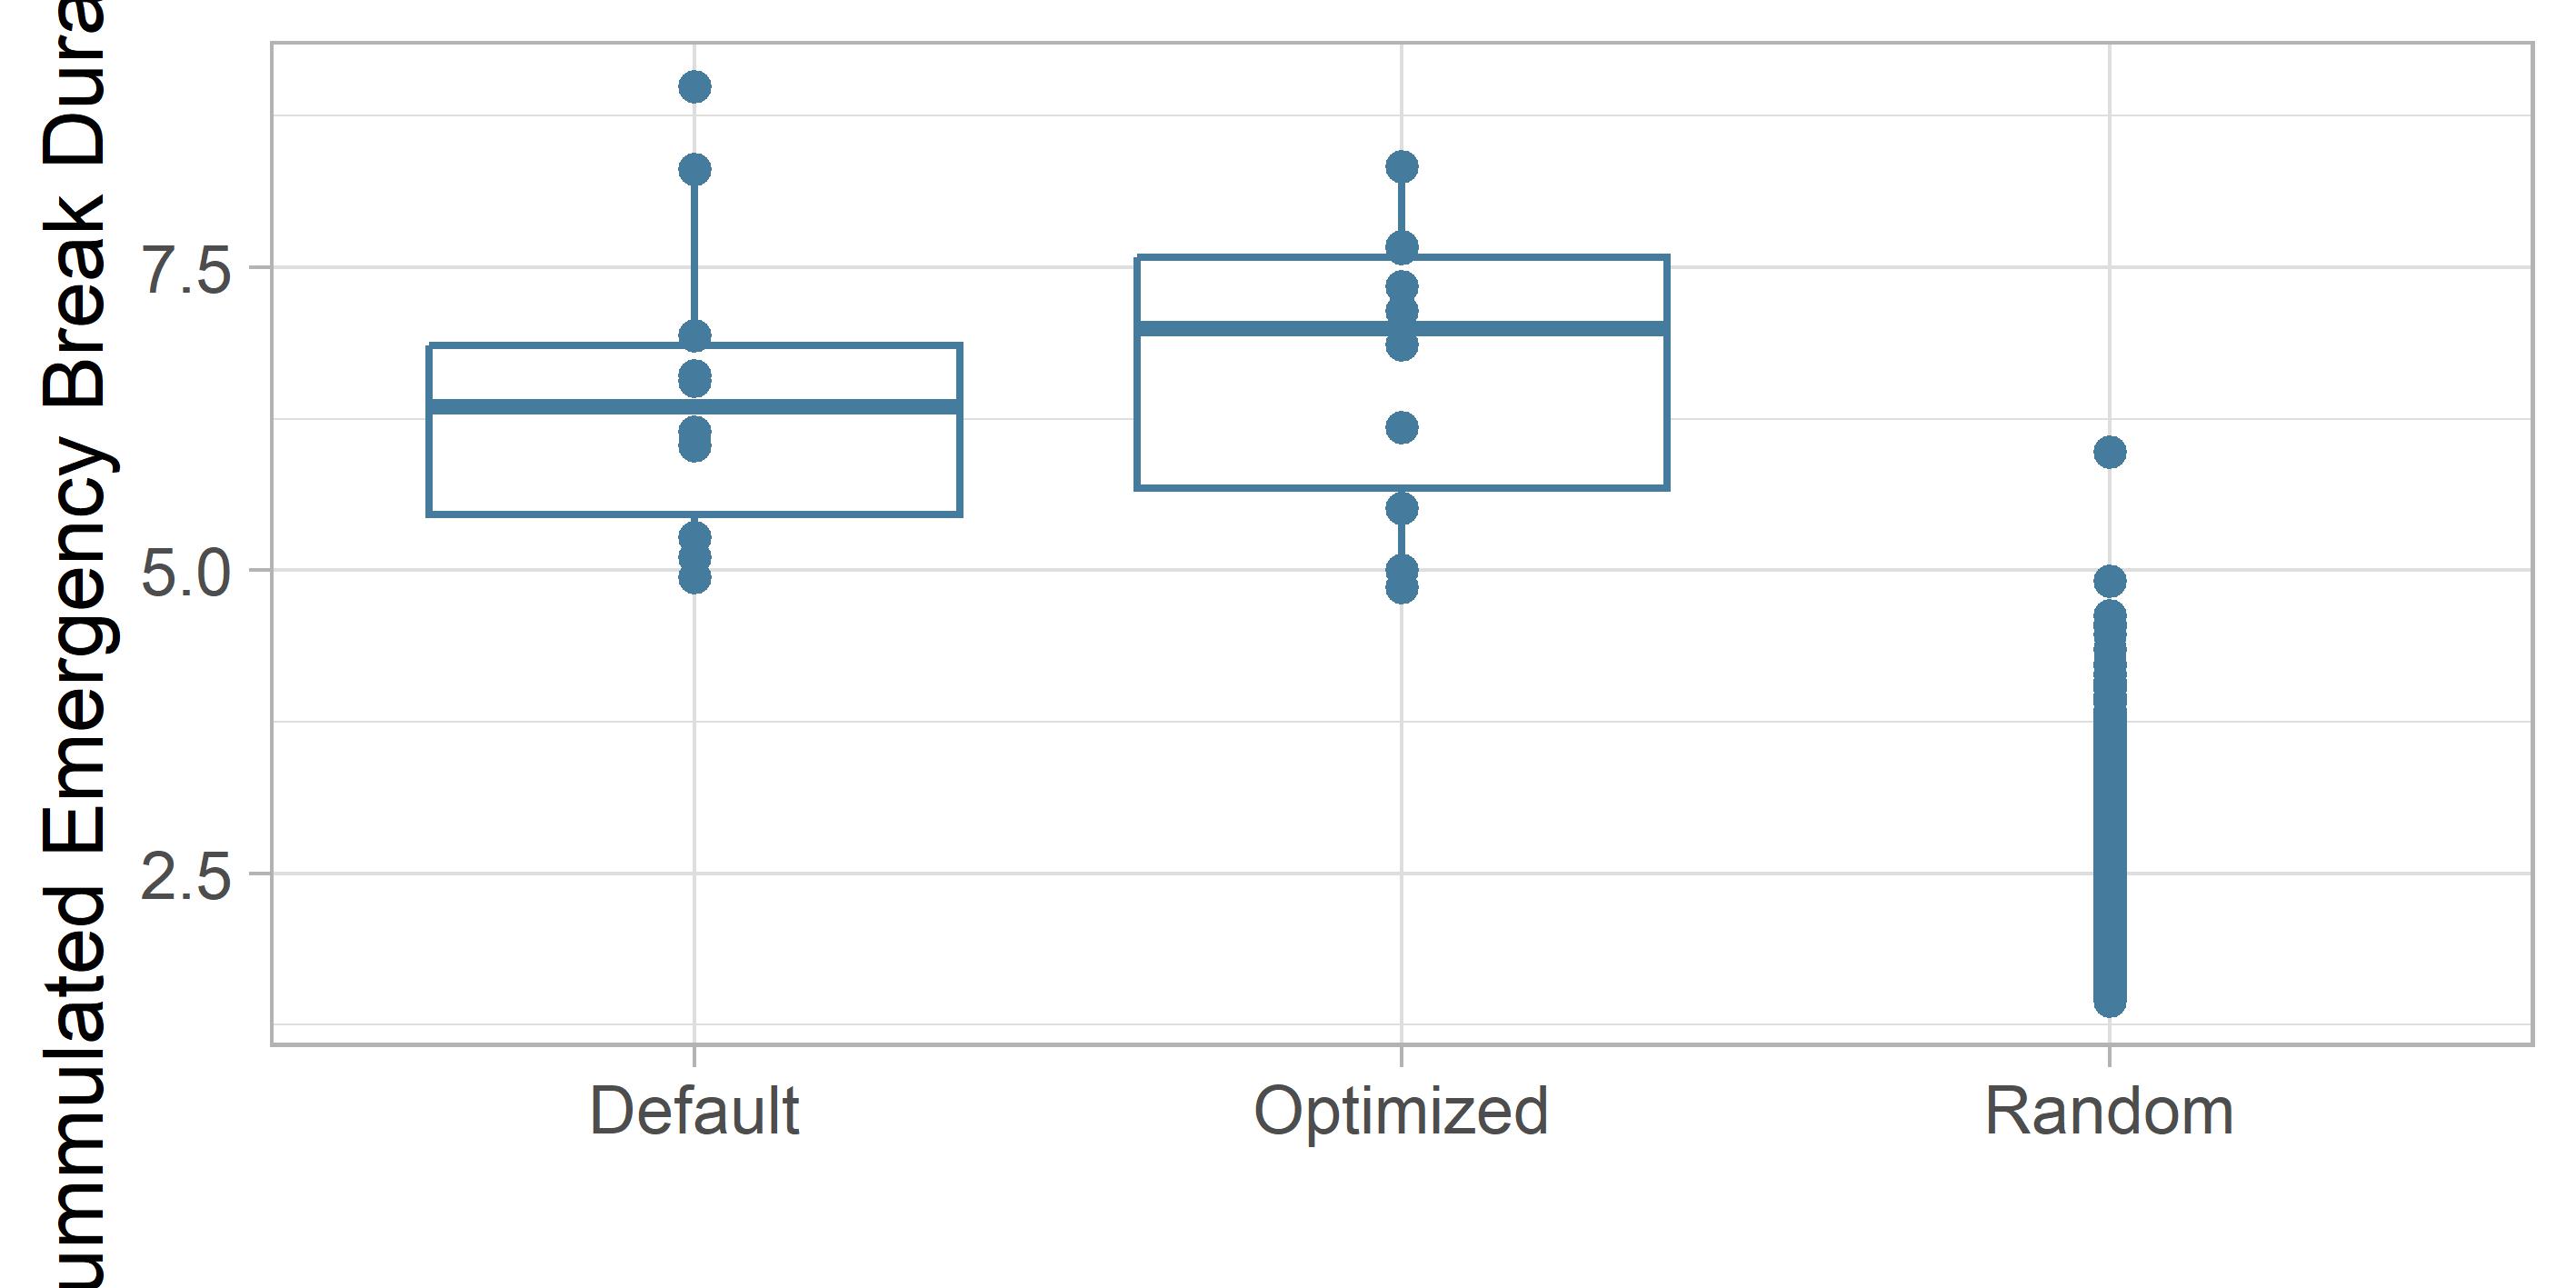 ummulated Emergency Break Dura
7.5
5.0
2.5
Default
Optimized
Random